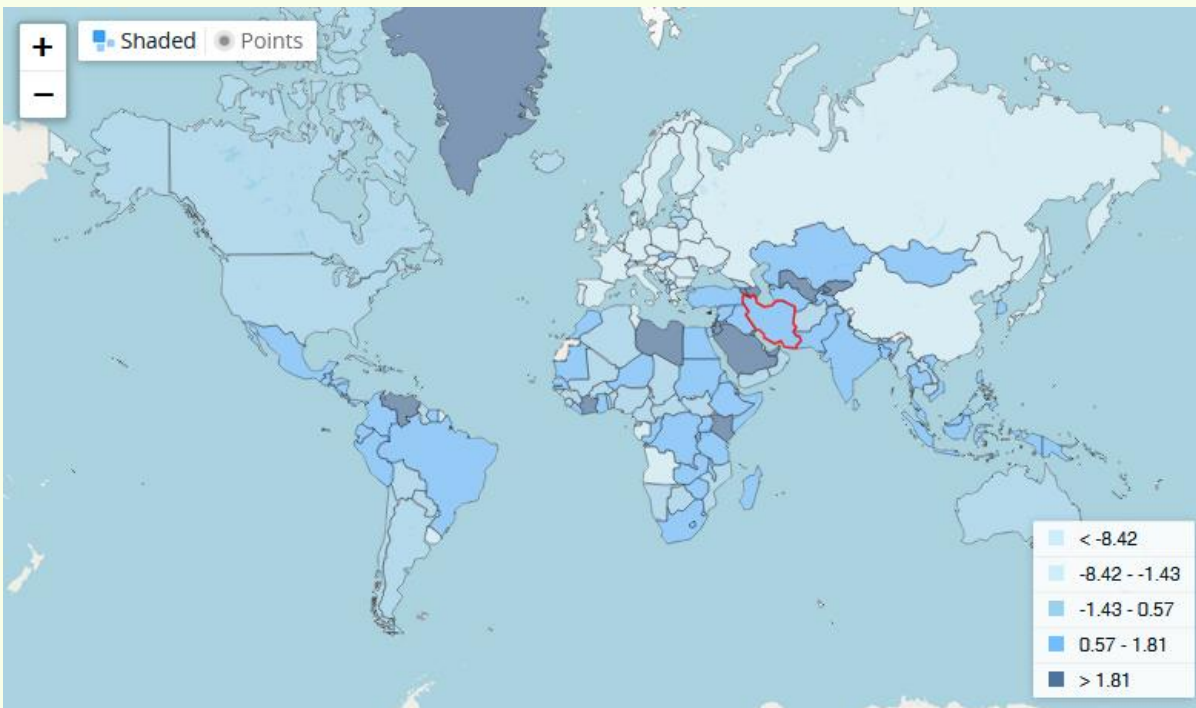 +
Shaded Points
−
< -8.42
-8.42 - -1.43
-1.43 - 0.57
0.57 - 1.81
> 1.81